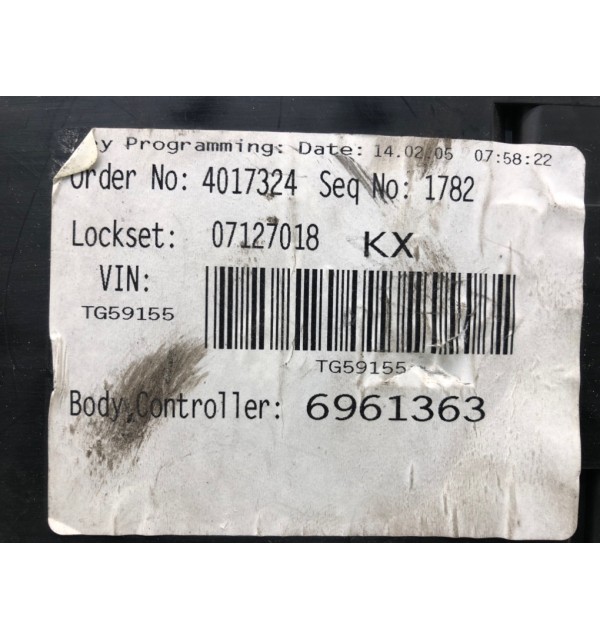 y Programming: Date: 14.02.05 07:58:22
Order No: 4017324 Seq No: 1782
Lockset: 07127018 KX
VIN:
TG59155
TG59155
Body Controller: 6961363